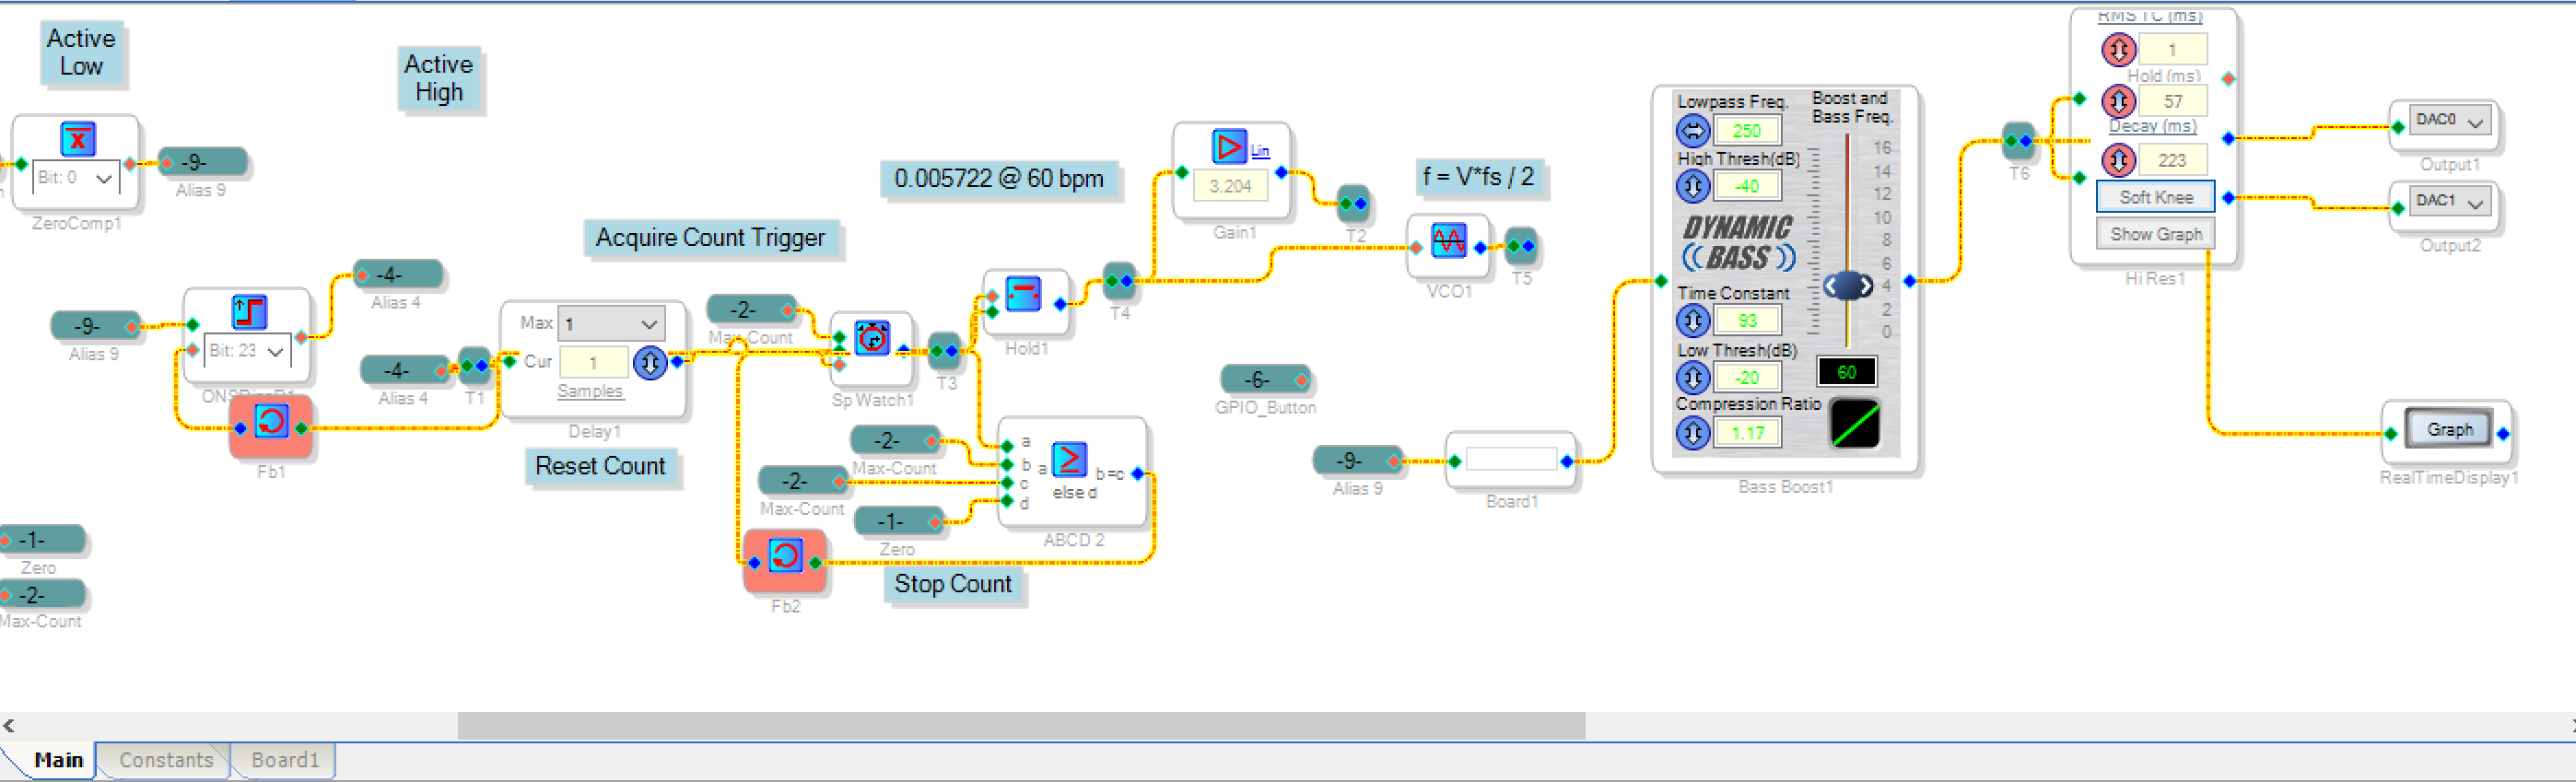 Active
Low
Active
High
Bit: 0
ZeroComp1
-9-
Alias 9
-4-
Alias 4
-9-
Alias 9
Bit: 23
-4-
Alias 4
T1
Fb1
Max 1
Cur 1
Samples
Delay1
Reset Count
Acquire Count Trigger
-2-
Max-Count
Sp Watch1
T3
Hold1
T4
0.005722 @ 60 bpm
Lin
3.204
Gain1
T2
f = V*fs / 2
VCO1
T5
-2-
Max-Count
-2-
Max-Count
-1-
Zero
a
b
c
d
a
b=c
else d
ABCD 2
Fb2
Stop Count
-1-
Zero
-2-
Max-Count
-6-
GPIO_Button
-9-
Alias 9
Board1
Lowpass Freq.
250
High Thresh(dB)
-40
DYNAMIC
BASS
Time Constant
93
Low Thresh(dB)
-20
Compression Ratio
1.17
Boost and
Bass Freq.
16
14
12
10
8
6
4
2
0
60
Bass Boost1
T6
RMS TC (ms)
1
Hold (ms)
57
Decay (ms)
223
Soft Knee
Show Graph
Hi Res1
DAC0
Output1
DAC1
Output2
Graph
RealTimeDisplay1
Main
Constants
Board1